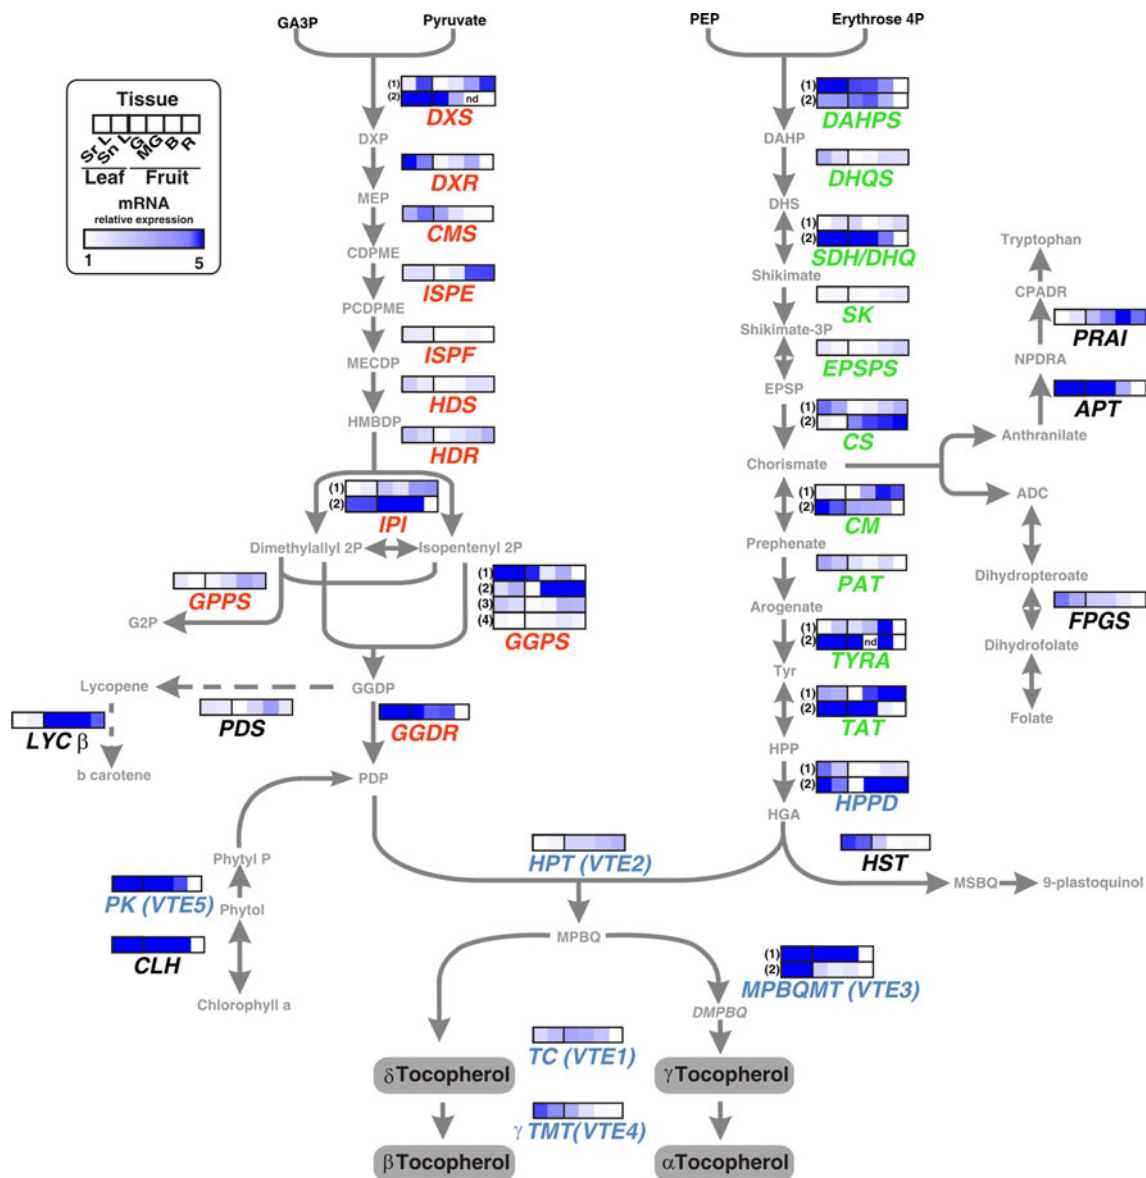 GA3P
Pyruvate
PEP
Erythrose 4P
Tissue
Sr L
Sn L
G
MG
B
R
Leaf
Fruit
mRNA
relative expression
1
5
(1)
(2)
nd
DXS
DXP
DXR
MEP
CMS
CDPME
ISPE
PCDPME
ISPF
MECDP
HDS
HMBDP
HDR
(1)
(2)
IPI
Dimethylallyl 2P
Isopentenyl 2P
GPPS
G2P
(1)
(2)
(3)
(4)
GGPS
Lycopene
GGDP
PDS
LYC β
b carotene
GGDR
PDP
Phytyl P
PK (VTE5)
Phytol
CLH
Chlorophyll a
(1)
(2)
DAHPS
DAHP
DHQS
DHS
(1)
(2)
SDH/DHQ
Shikimate
SK
Shikimate-3P
EPSPS
EPSP
(1)
(2)
CS
Chorismate
Tryptophan
CPADR
PRAI
NPDRA
APT
Anthranilate
ADC
(1)
(2)
CM
Prephenate
PAT
Arogenate
Dihydropteroate
FPGS
Dihydrofolate
Folate
(1)
(2)
nd
TYRA
Tyr
(1)
(2)
TAT
HPP
(1)
(2)
HPPD
HGA
HST
MSBQ
9-plastoquinol
HPT (VTE2)
MPBQ
(1)
(2)
MPBQMT (VTE3)
DMPBQ
TC (VTE1)
δ Tocopherol
γ Tocopherol
γ TMT(VTE4)
β Tocopherol
α Tocopherol